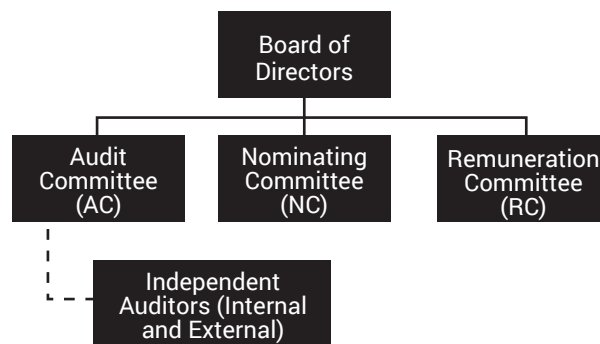 Board of
Directors
Audit
Committee
(AC)
Nominating
Committee
(NC)
Remuneration
Committee
(RC)
Independent
Auditors (Internal
and External)